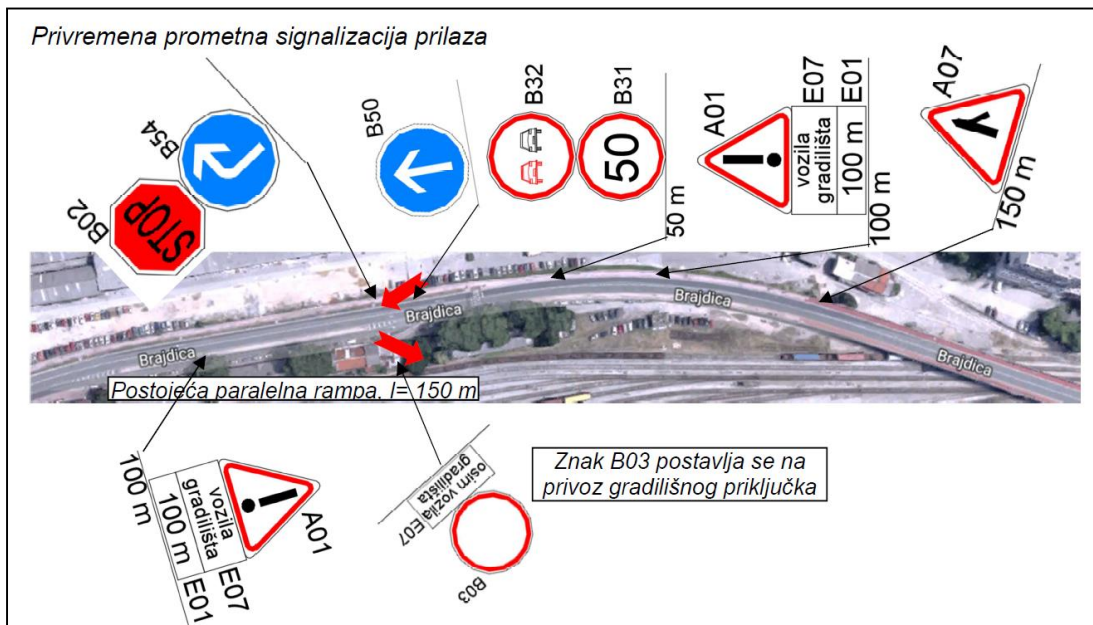 Privremena prometna signalizacija prilaza
B54
B02
STOP
B50
B32
B31
50
50 m
A01
E07
E01
vozila
gradilišta
100 m
100 m
A07
150 m
Brajdica
Brajdica
Brajdica
Brajdica
Postojeća paralelna rampa, l= 150 m
100 m
100 m
vozila
gradilišta
E01
E07
A01
osim vozila
gradilišta
E07
B03
Znak B03 postavlja se na
privoz gradilišnog priključka